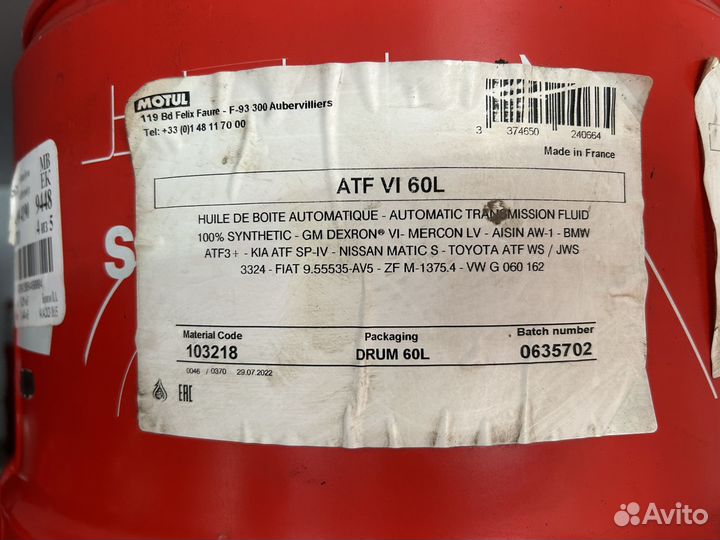 MOTUL
119 Bd Felix Faure - F-93 300 Aubervilliers
Tel: +33 (0)1 48 11 70 00
3 374650 240664
Made in France
ATF VI 60L
HUILE DE BOITE AUTOMATIQUE - AUTOMATIC TRANSMISSION FLUID
100% SYNTHETIC - GM DEXRON® VI- MERCON LV - AISIN AW-1 - BMW
ATF3+ - KIA ATF SP-IV - NISSAN MATIC S - TOYOTA ATF WS / JWS
3324 - FIAT 9.55535-AV5 - ZF M-1375.4 - VW G 060 162
Material Code Packaging Batch number
103218 DRUM 60L 0635702
0046 / 0370 29.07.2022
EAC
MB
EK
9448
4 из 5
S
Avito